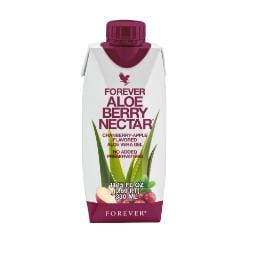 FOREVER
ALOE
BERRY
NECTAR
CRANBERRY-APPLE
FLAVORED
ALOE VERA GEL
NO ADDED
PRESERVATIVES
330 ML
FOREVER®